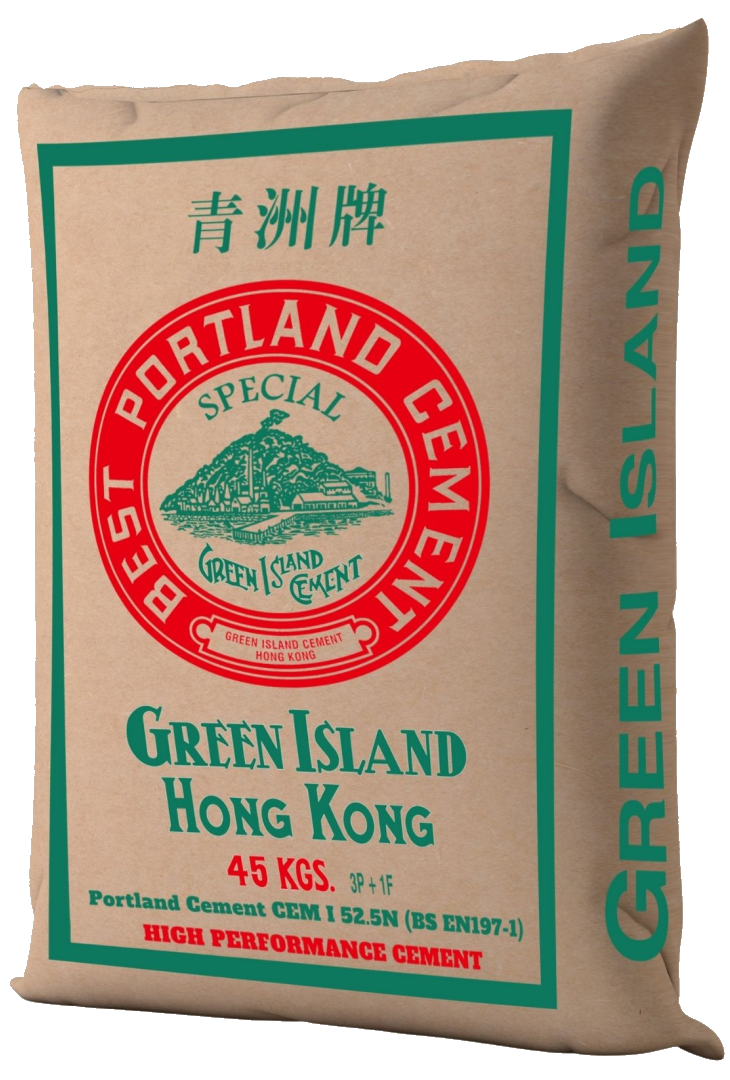 青洲牌
BEST PORTLAND CEMENT
SPECIAL
GREEN ISLAND
CEMENT
GREEN ISLAND CEMENT
HONG KONG
GREEN ISLAND
HONG KONG
45 KGS. 3P + 1F
Portland Cement CEM I 52.5N (BS EN197-1)
HIGH PERFORMANCE CEMENT
GREEN ISLAND